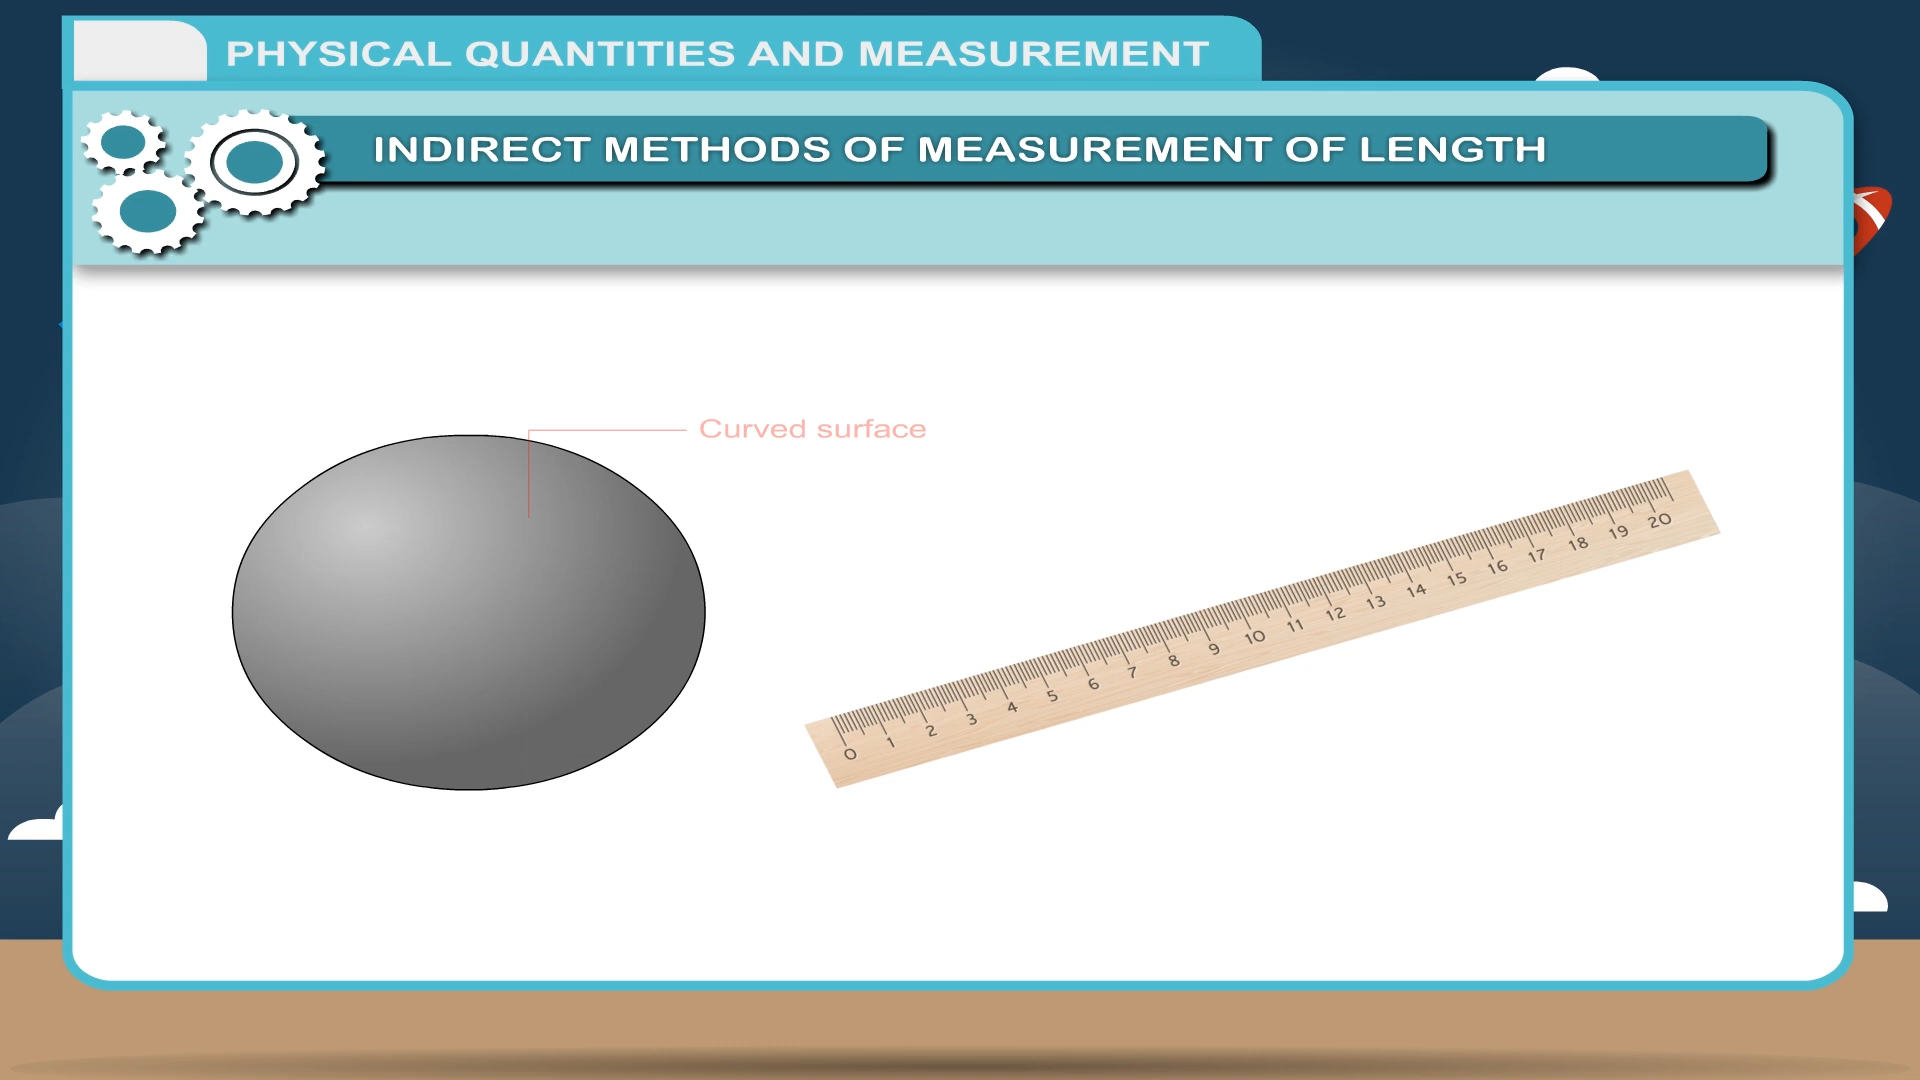 PHYSICAL QUANTITIES AND MEASUREMENT
INDIRECT METHODS OF MEASUREMENT OF LENGTH
Curved surface
0 1 2 3 4 5 6 7 8 9 10 11 12 13 14 15 16 17 18 19 20